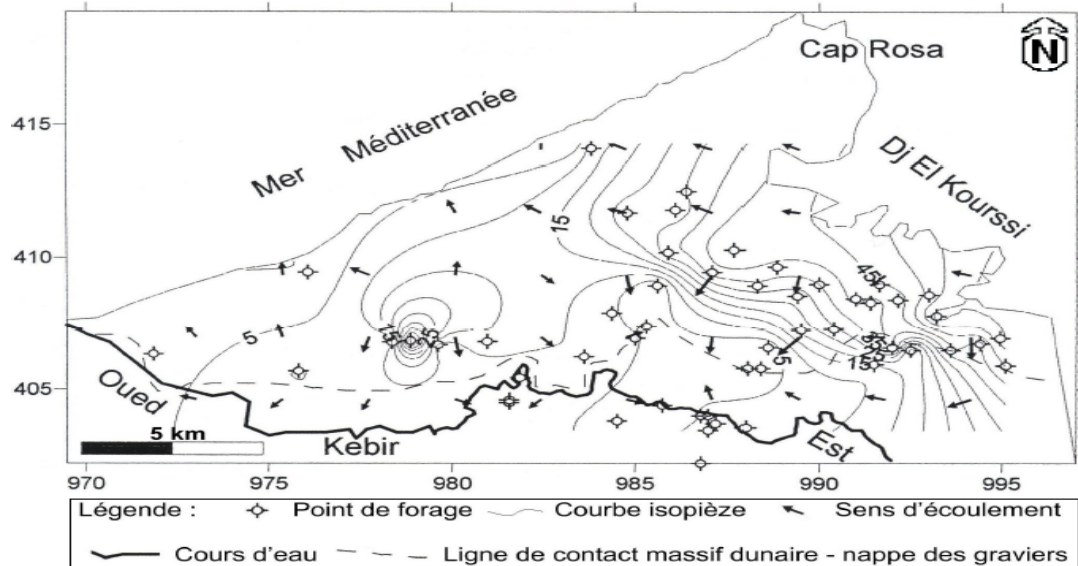 Cap Rosa
N
415
Mer Méditerranée
Dj El Kourssi
15
410
45
5
15
25
5
15
405
Oued
Kébir
Est
5 km
970
975
980
985
990
995
Légende :
Point de forage
Courbe isopièze
Sens d'écoulement
Cours d'eau
Ligne de contact massif dunaire - nappe des graviers